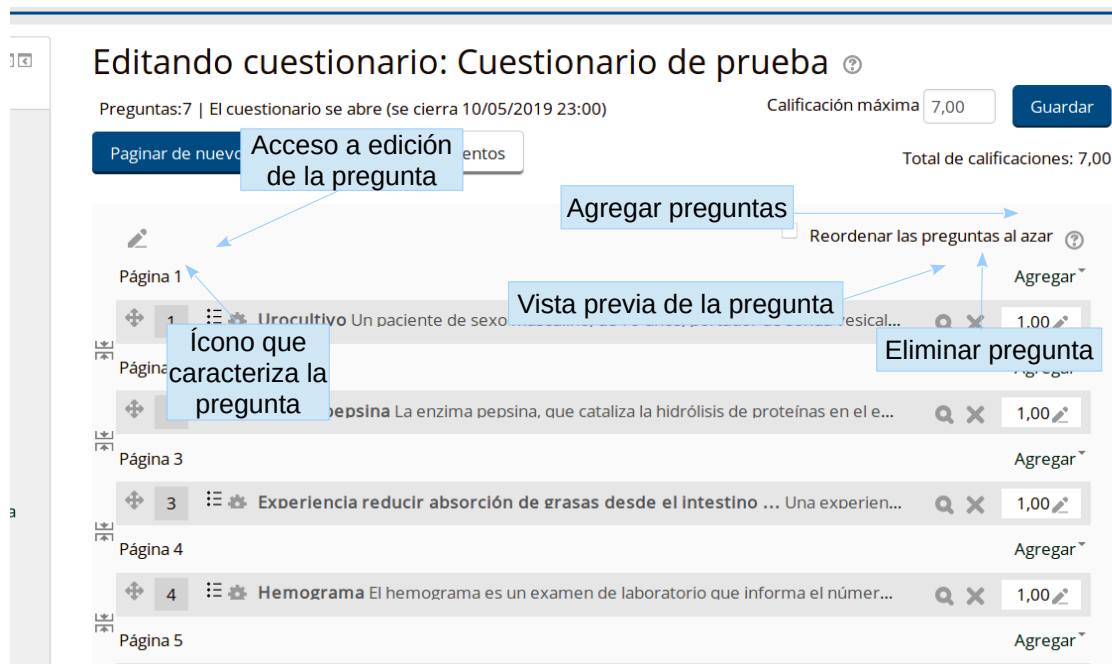 Editando cuestionario: Cuestionario de prueba
Preguntas:7 | El cuestionario se abre (se cierra 10/05/2019 23:00)
Calificación máxima 7,00 Guardar
Paginar de nuevo
Acceso a edición
de la pregunta
entos
Total de calificaciones: 7,00
Agregar preguntas
Reordenar las preguntas al azar
Página 1
Agregar
Vista previa de la pregunta
1 Urocultivo Un paciente de sexo
vesical... 1,00
Ícono que
caracteriza la
pregunta
Eliminar pregunta
Página
Agregar
pepsina La enzima pepsina, que cataliza la hidrólisis de proteínas en el e... 1,00
Página 3
Agregar
3 Experiencia reducir absorción de grasas desde el intestino ... Una experien... 1,00
Página 4
Agregar
4 Hemograma El hemograma es un examen de laboratorio que informa el númer... 1,00
Página 5
Agregar
a